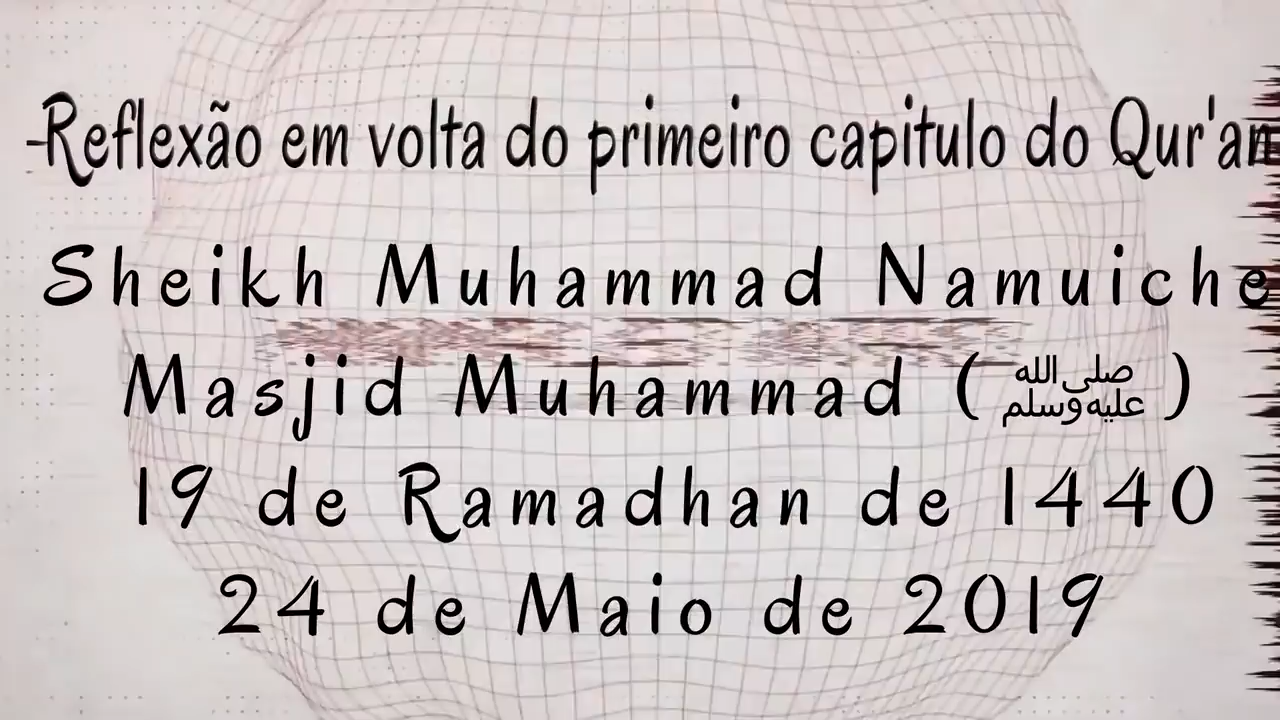 -Reflexão em volta do primeiro capitulo do Qur'an
Sheikh Muhammad Namuiche
Masjid Muhammad (صلى الله عليه وسلم)
19 de Ramadhan de 1440
24 de Maio de 2019